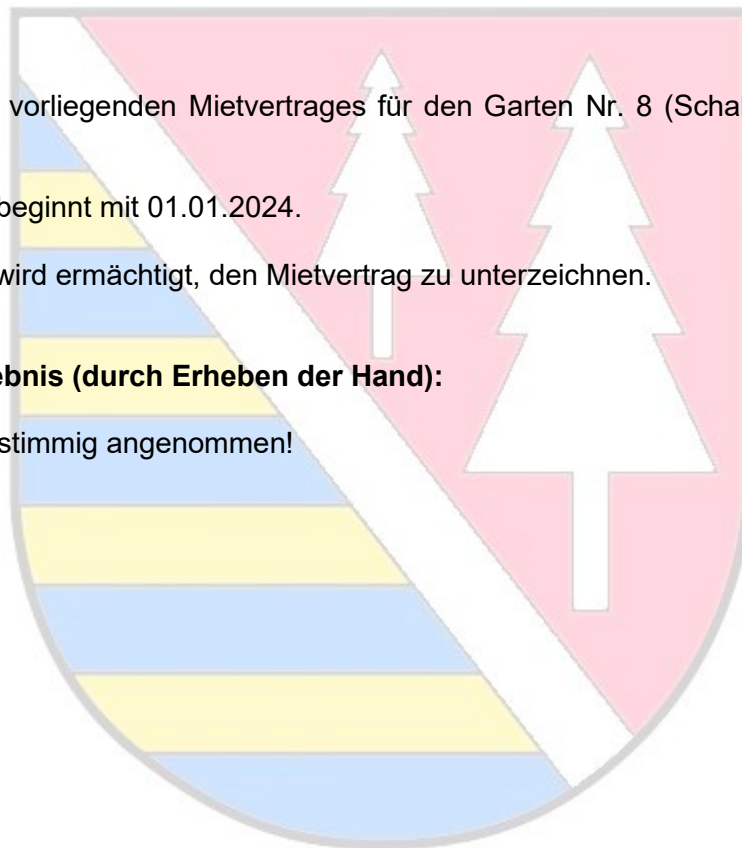 vorliegenden Mietvertrages für den Garten Nr. 8 (Scha
beginnt mit 01.01.2024.
wird ermächtigt, den Mietvertrag zu unterzeichnen.
ebnis (durch Erheben der Hand):
stimmig angenommen!